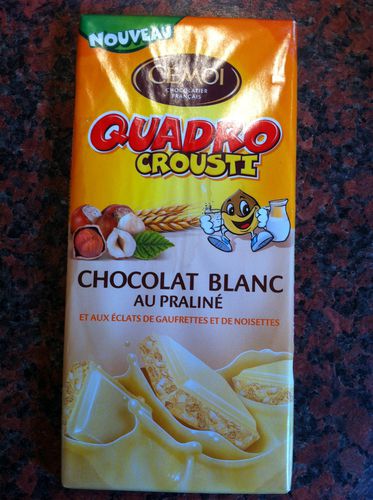 NOUVEAU
CÉMOI
CHOCOLATIER
FRANÇAIS
QUADRO
CROUSTI
CHOCOLAT BLANC
AU PRALINÉ
ET AUX ÉCLATS DE GAUFRETTES ET DE NOISETTES